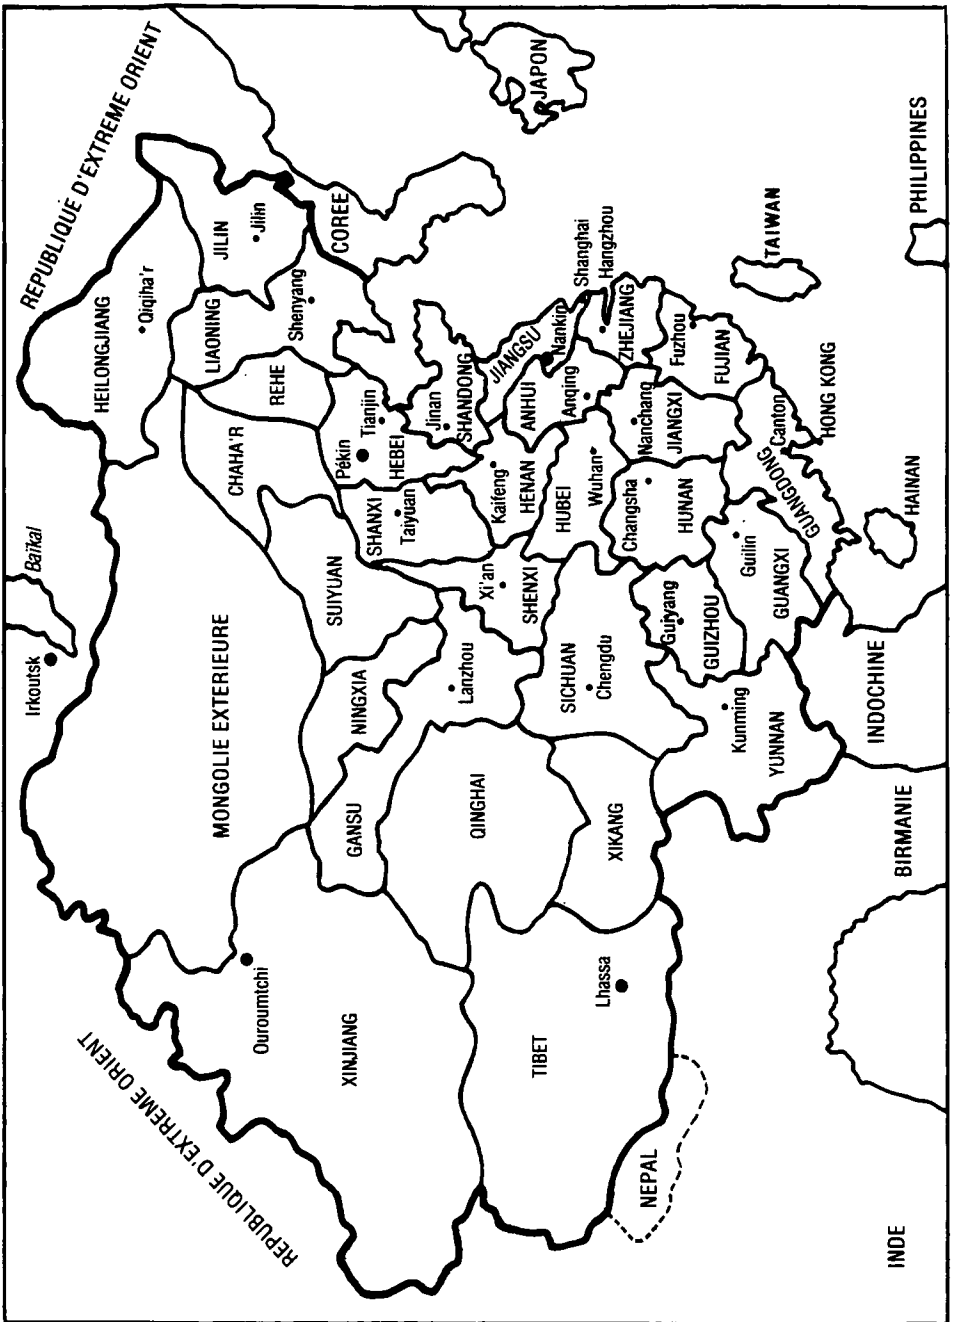 REPUBLIQUE D'EXTREME ORIENT
REPUBLIQUE D'EXTREME ORIENT
Irkoutsk
Baïkal
HEILONGJIANG
Qiqiha'r
JILIN
Jilin
LIAONING
Shenyang
REHE
CHAHA'R
MONGOLIE EXTERIEURE
SUIYUAN
NINGXIA
GANSU
Lanzhou
Ouroumtchi
XINJIANG
QINGHAI
TIBET
Lhassa
XIKANG
NEPAL
INDE
BIRMANIE
INDOCHINE
COREE
JAPON
Pékin
Tianjin
HEBEI
SHANXI
Taiyuan
Jinan
SHANDONG
JIANGSU
Nankin
Shanghai
Hangzhou
ZHEJIANG
ANHUI
Anqing
Kaifeng
HENAN
Xi'an
SHENXI
HUBEI
Wuhan
SICHUAN
Chengdu
Changsha
HUNAN
Nanchang
JIANGXI
Fuzhou
FUJIAN
Guiyang
GUIZHOU
Guilin
GUANGXI
GUANGDONG
Canton
HONG KONG
Kunming
YUNNAN
HAINAN
TAIWAN
PHILIPPINES